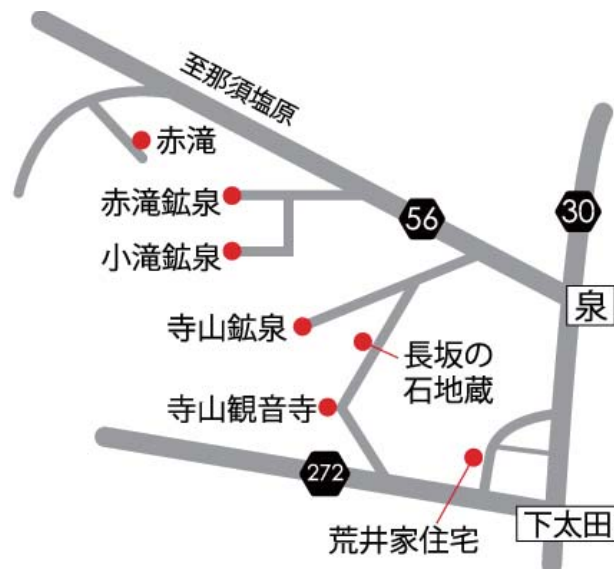 至那須塩原
赤滝
赤滝鉱泉
小滝鉱泉
56
30
泉
寺山鉱泉
長坂の
石地蔵
寺山観音寺
272
荒井家住宅
下太田